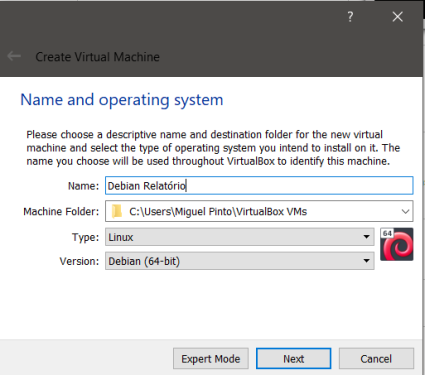 ?
Create Virtual Machine
Name and operating system
Please choose a descriptive name and destination folder for the new virtual
machine and select the type of operating system you intend to install on it. The
name you choose will be used throughout VirtualBox to identify this machine.
Name: Debian Relatório
Machine Folder: C:\Users\Miguel Pinto\VirtualBox VMs
Type: Linux
64
Version: Debian (64-bit)
Expert Mode Next Cancel